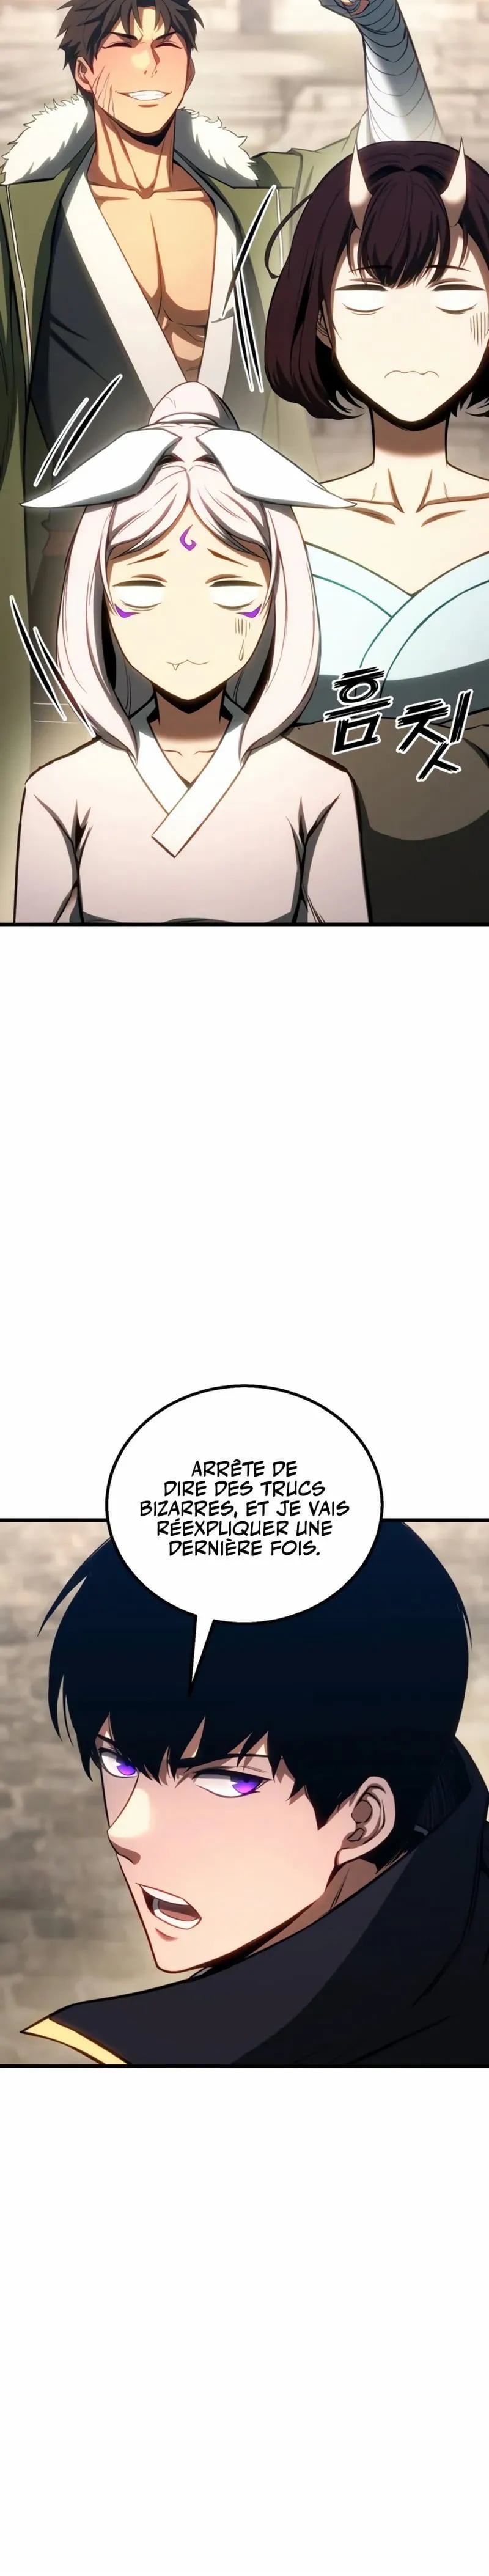 흠칫
ARRÊTE DE
DIRE DES TRUCS
BIZARRES, ET JE VAIS
RÉEXPLIQUER UNE
DERNIÈRE FOIS.